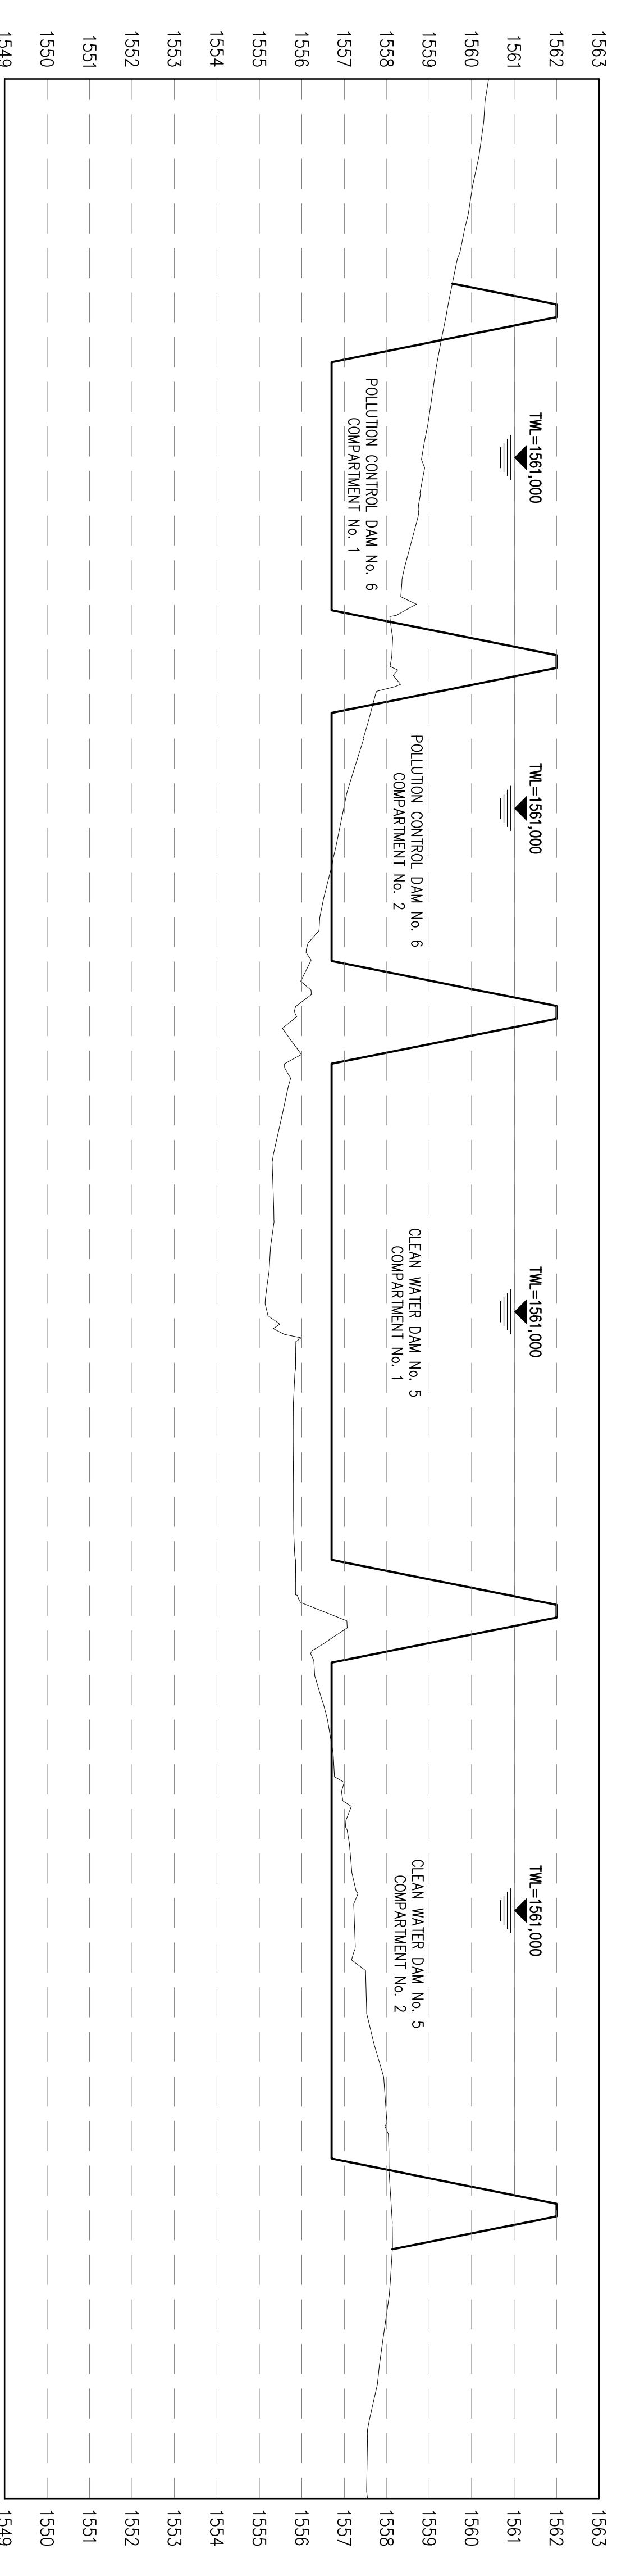 1563
1562
1561
1560
1559
1558
1557
1556
1555
1554
1553
1552
1551
1550
1549
TWL=1561,000
POLLUTION CONTROL DAM No. 6
COMPARTMENT No. 1
TWL=1561,000
POLLUTION CONTROL DAM No. 6
COMPARTMENT No. 2
TWL=1561,000
CLEAN WATER DAM No. 5
COMPARTMENT No. 1
TWL=1561,000
CLEAN WATER DAM No. 5
COMPARTMENT No. 2
1563
1562
1561
1560
1559
1558
1557
1556
1555
1554
1553
1552
1551
1550
1549